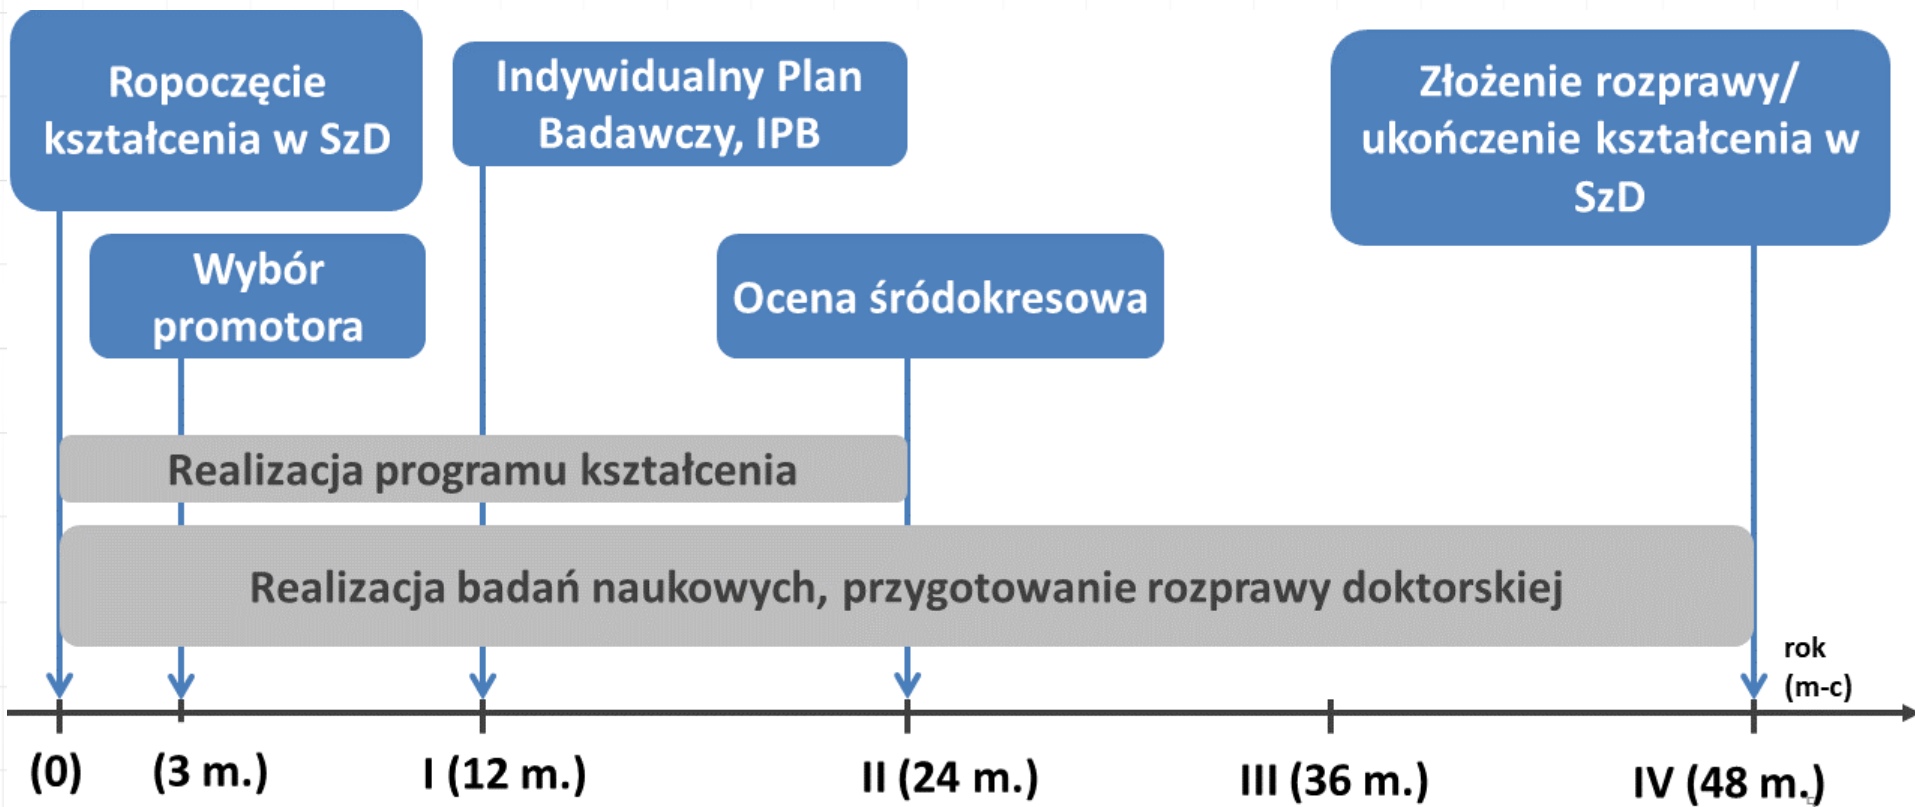 Ropoczęcie
kształcenia w SzD
Indywidualny Plan
Badawczy, IPB
Złożenie rozprawy/
ukończenie kształcenia w
SzD
Wybór
promotora
Ocena śródokresowa
Realizacja programu kształcenia
Realizacja badań naukowych, przygotowanie rozprawy doktorskiej
rok
(m-c)
(0)
(3 m.)
I (12 m.)
II (24 m.)
III (36 m.)
IV (48 m.)